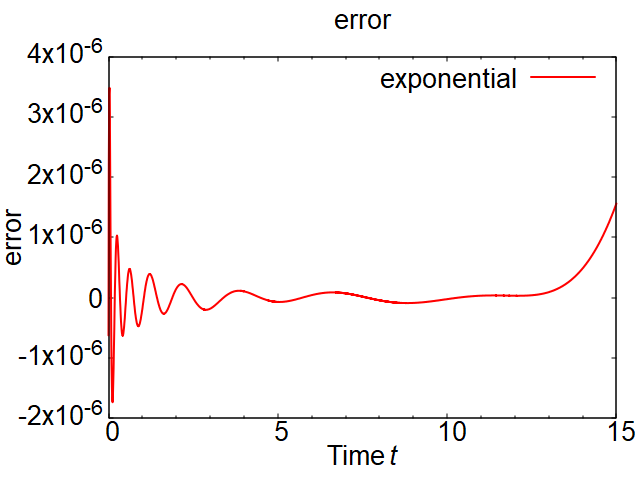 error
4x10-6
exponential
3x10-6
2x10-6
1x10-6
error
0
-1x10-6
-2x10-6
0 5 10 15
Time t